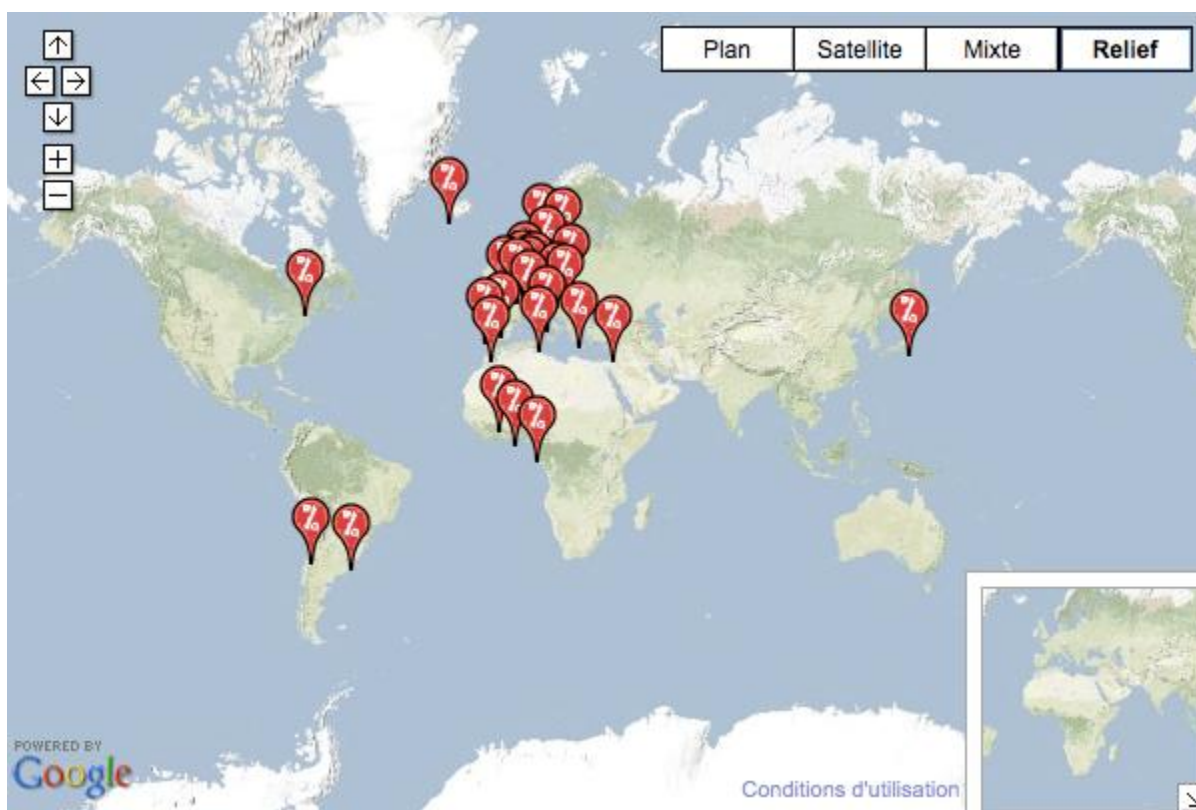 Plan
Satellite
Mixte
Relief
POWERED BY
Google
Conditions d'utilisation